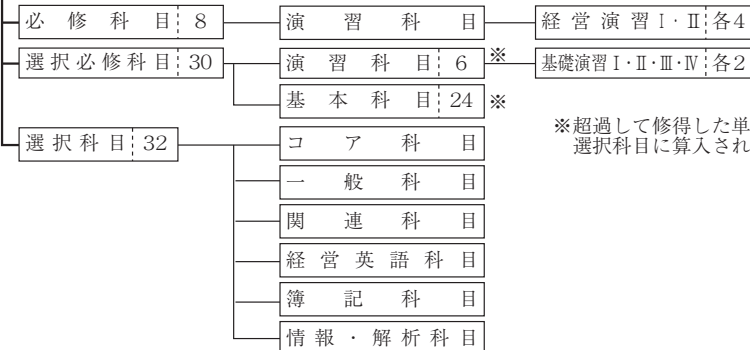 必修科目 8 演習科目 経営演習Ⅰ・Ⅱ 各4
選択必修科目 30 演習科目 6 ※ 基礎演習Ⅰ・Ⅱ・Ⅲ・Ⅳ 各2
基本科目 24 ※
※超過して修得した単
選択科目に算入され
選択科目 32 コア科目
一般科目
関連科目
経営英語科目
簿記科目
情報・解析科目